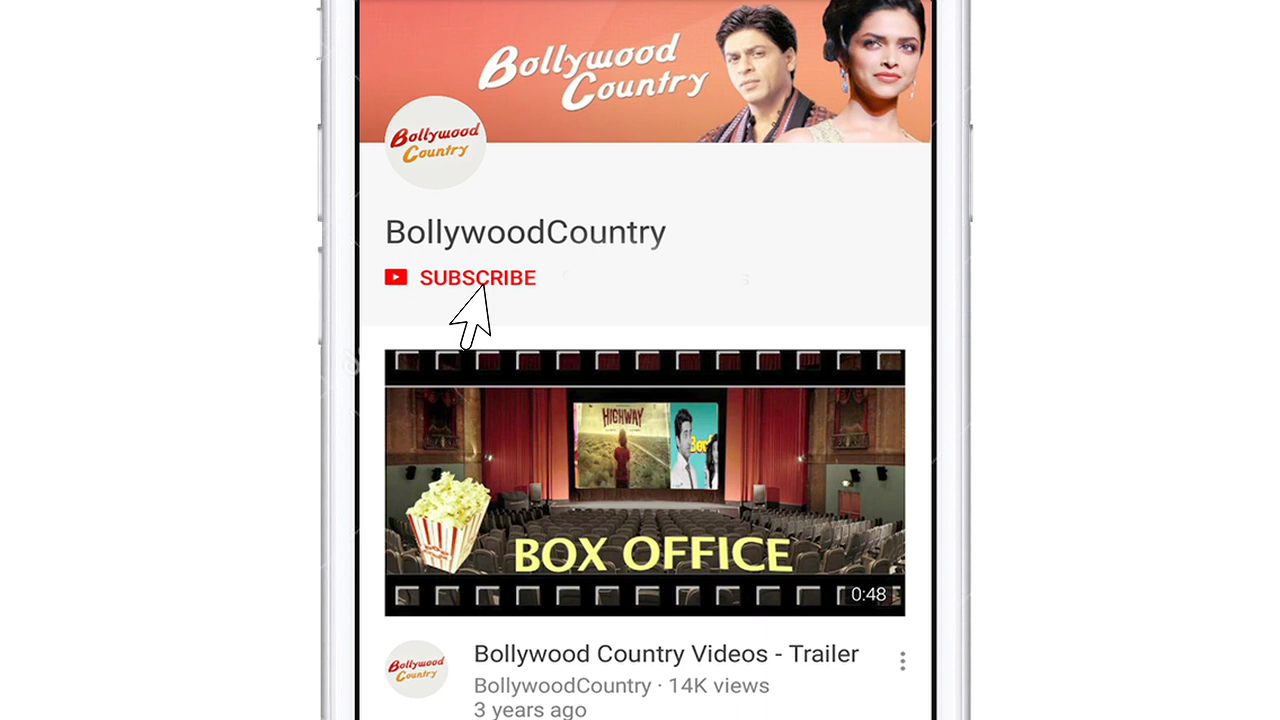 Bollywood
Country
Bollywood
Country
BollywoodCountry
SUBSCRIBE
HIGHWAY
BOX OFFICE
0:48
Bollywood
Country
Bollywood Country Videos - Trailer
BollywoodCountry · 14K views
3 years ago